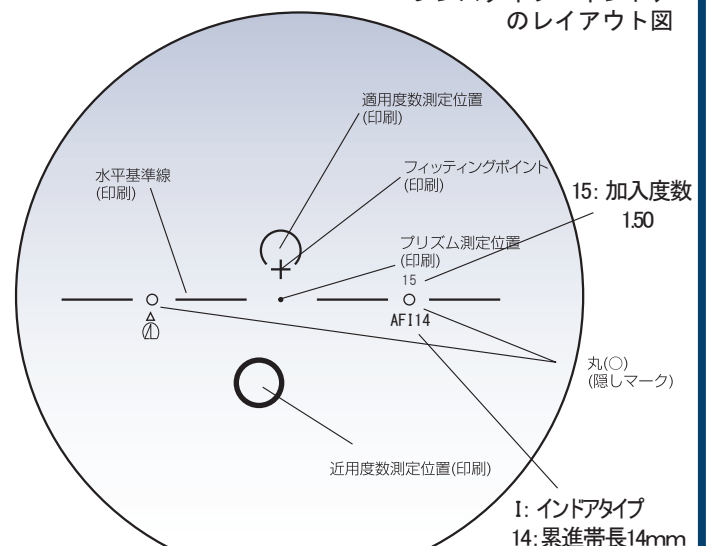 のレイアウト図
適用度数測定位置
(印刷)
フィッティングポイント
(印刷)
水平基準線
(印刷)
15: 加入度数
1.50
プリズム測定位置
(印刷)
15
AFI14
丸(○)
(隠しマーク)
近用度数測定位置(印刷)
I: インドアタイプ
14:累進帯長14mm